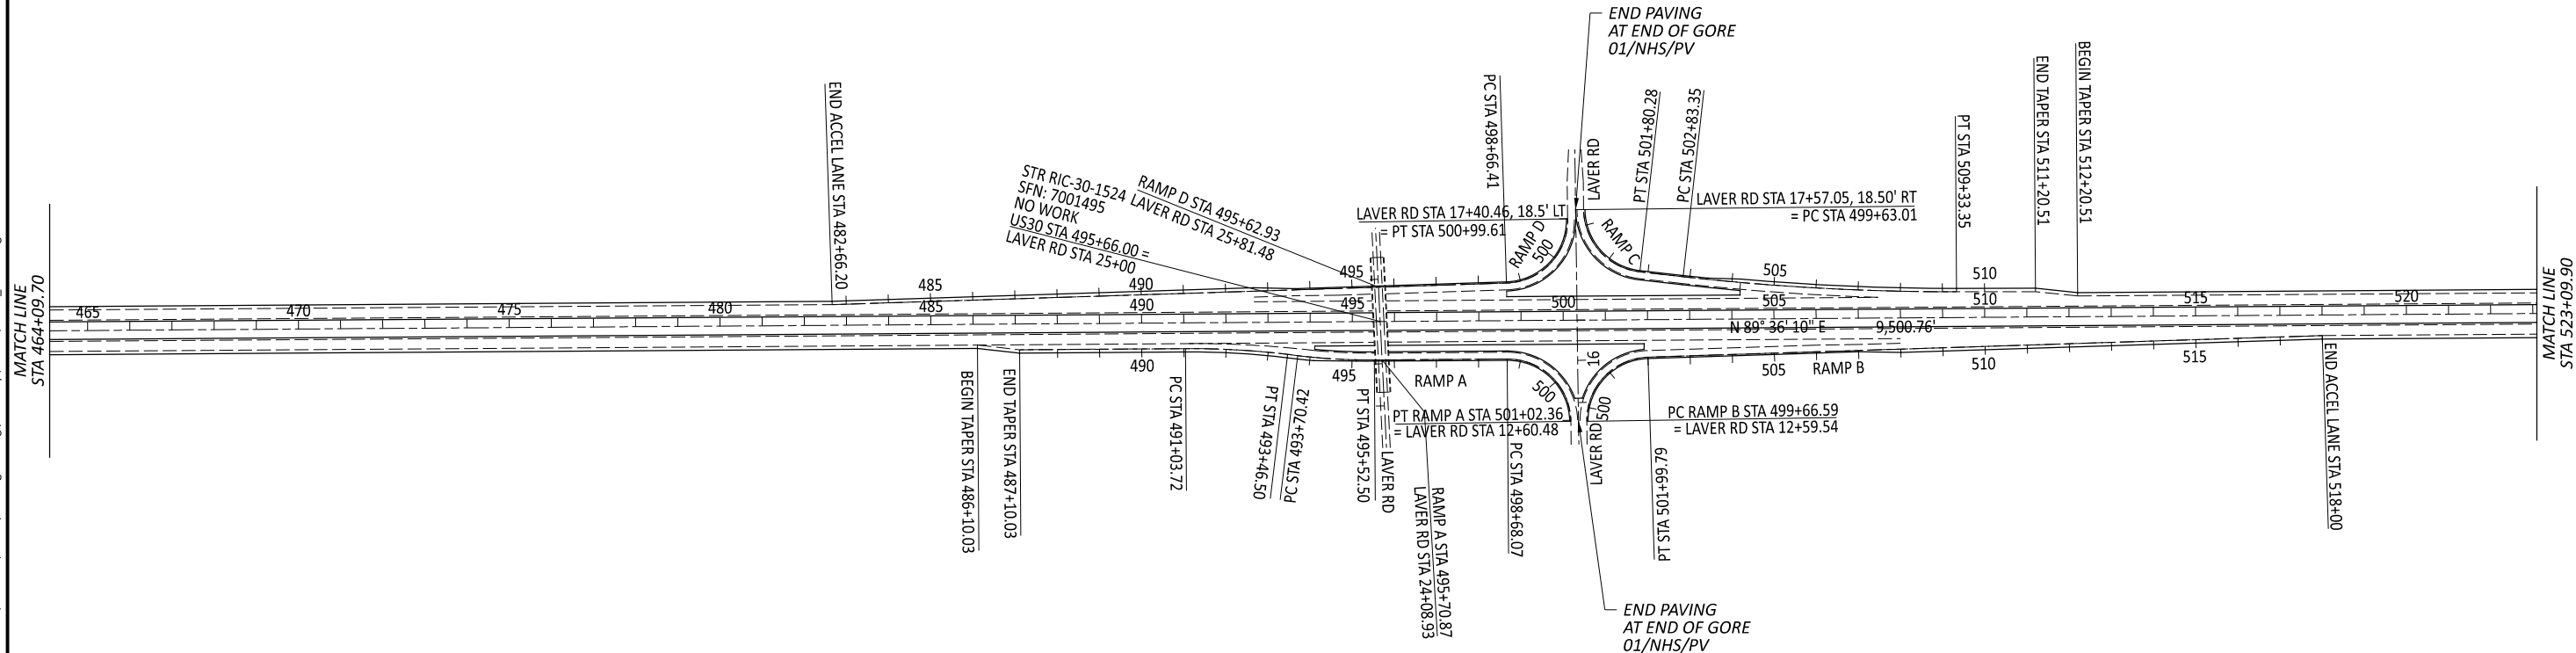 END PAVING
AT END OF GORE
01/NHS/PV
MATCH LINE
STA 464+09.70
END ACCEL LANE STA 482+66.20
STR RIC-30-1524
SFN: 7001495
NO WORK
US30 STA 495+66.00 =
LAVER RD STA 25+00
RAMP D STA 495+62.93
LAVER RD STA 25+81.48
PC STA 498+66.41
LAVER RD STA 17+40.46, 18.5' LT
= PT STA 500+99.61
RAMP D
500
LAVER RD
RAMP C
PT STA 501+80.28
PC STA 502+83.35
LAVER RD STA 17+57.05, 18.50' RT
= PC STA 499+63.01
PT STA 509+33.35
END TAPER STA 511+20.51
BEGIN TAPER STA 512+20.51
485
490
495
505
510
465
470
475
480
485
490
495
500
505
510
515
520
N 89° 36' 10" E
9,500.76'
MATCH LINE
STA 523+09.90
490
495
RAMP A
500
16
500
505
RAMP B
510
515
BEGIN TAPER STA 486+10.03
END TAPER STA 487+10.03
PC STA 491+03.72
PT STA 493+46.50
PC STA 493+70.42
PT STA 495+52.50
LAVER RD
PT RAMP A STA 501+02.36
= LAVER RD STA 12+60.48
RAMP A STA 495+70.87
LAVER RD STA 24+08.93
PC STA 498+68.07
LAVER RD
PC RAMP B STA 499+66.59
= LAVER RD STA 12+59.54
PT STA 501+99.79
END ACCEL LANE STA 518+00
END PAVING
AT END OF GORE
01/NHS/PV